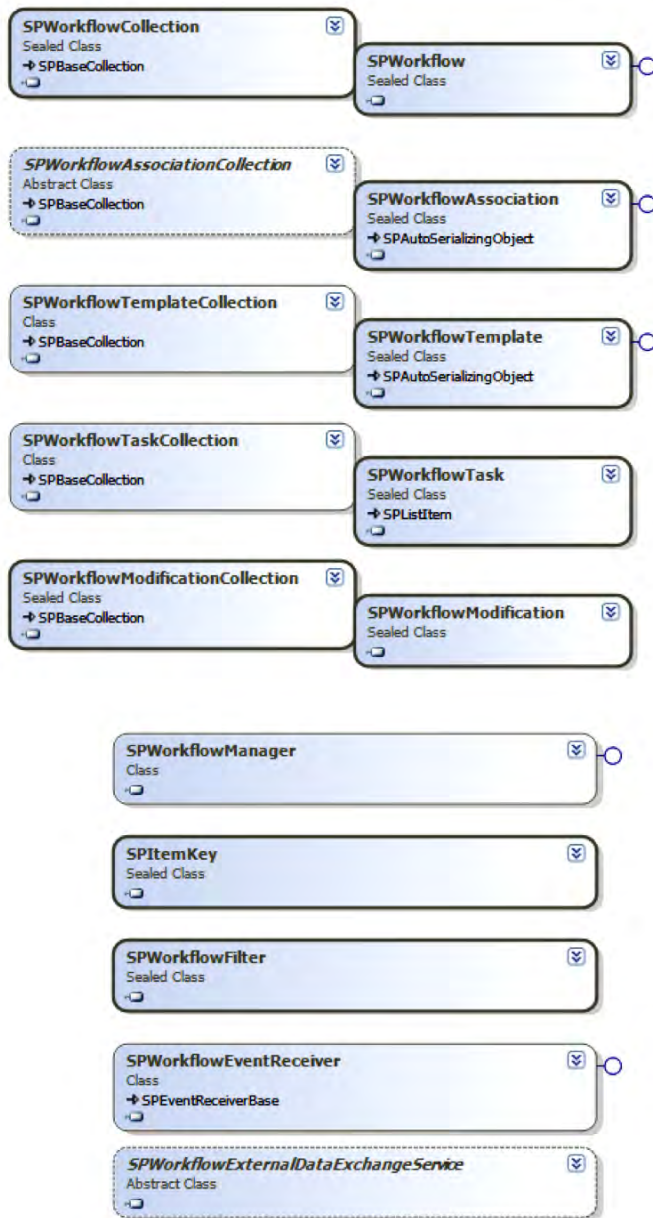 SPWorkflowCollection
Sealed Class
SPBaseCollection
SPWorkflow
Sealed Class
SPWorkflowAssociationCollection
Abstract Class
SPBaseCollection
SPWorkflowAssociation
Sealed Class
SPAutoSerializingObject
SPWorkflowTemplateCollection
Class
SPBaseCollection
SPWorkflowTemplate
Sealed Class
SPAutoSerializingObject
SPWorkflowTaskCollection
Class
SPBaseCollection
SPWorkflowTask
Sealed Class
SPListItem
SPWorkflowModificationCollection
Sealed Class
SPBaseCollection
SPWorkflowModification
Sealed Class
SPWorkflowManager
Class
SPItemKey
Sealed Class
SPWorkflowFilter
Sealed Class
SPWorkflowEventReceiver
Class
SPEventReceiverBase
SPWorkflowExternalDataExchangeService
Abstract Class